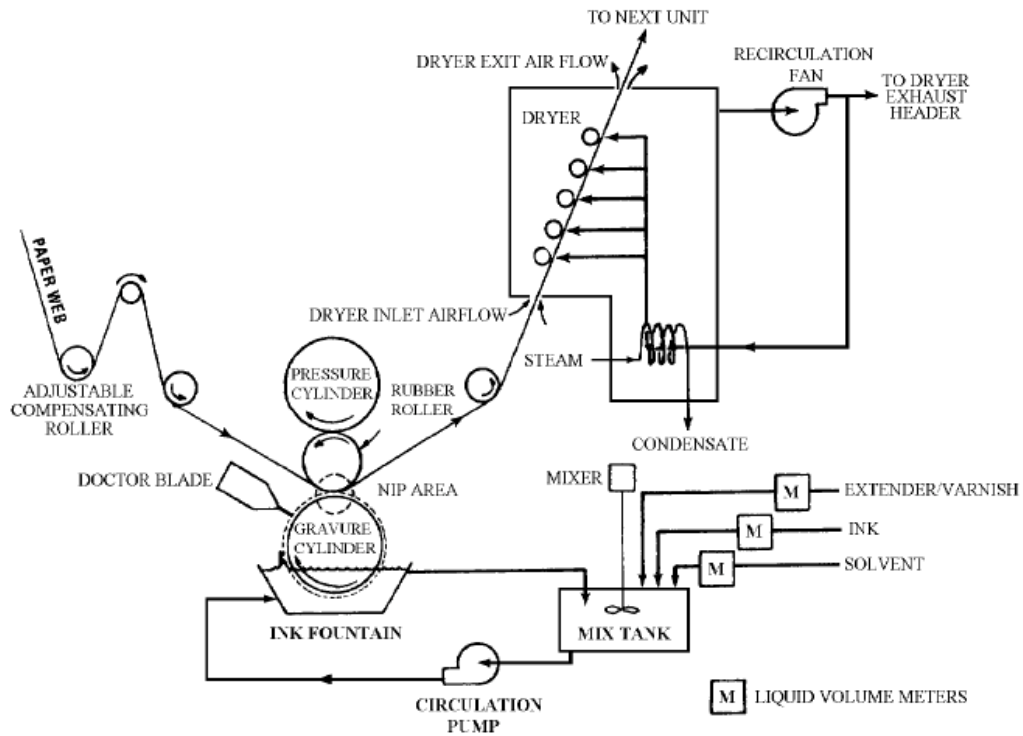 TO NEXT UNIT
DRYER EXIT AIR FLOW
RECIRCULATION
FAN
TO DRYER
EXHAUST
HEADER
DRYER
PAPER WEB
DRYER INLET AIRFLOW
STEAM
PRESSURE
CYLINDER
RUBBER
ROLLER
ADJUSTABLE
COMPENSATING
ROLLER
CONDENSATE
DOCTOR BLADE
NIP AREA
MIXER
M
EXTENDER/VARNISH
GRAVURE
CYLINDER
M
INK
M
SOLVENT
INK FOUNTAIN
MIX TANK
CIRCULATION
PUMP
M
LIQUID VOLUME METERS